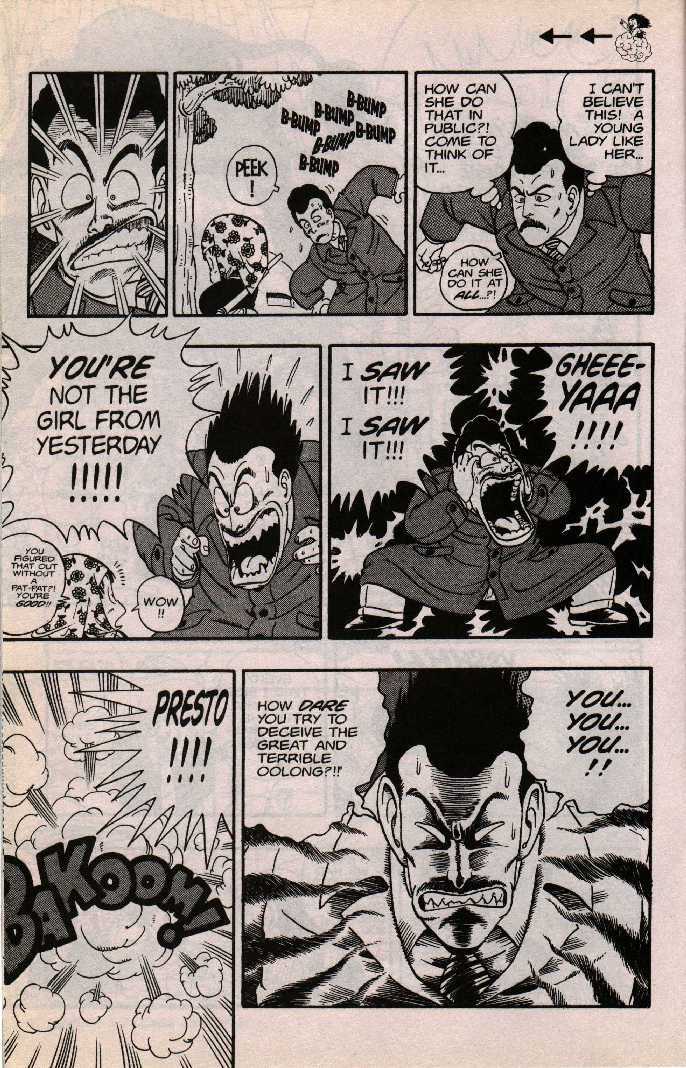 I CAN'T
BELIEVE
THIS! A
YOUNG
LADY LIKE
HER...
HOW CAN
SHE DO
THAT IN
PUBLIC?!
COME TO
THINK OF
IT...
HOW
CAN SHE
DO IT AT
ALL...?!
B-BUMP
B-BUMP
B-BUMP
B-BUMP
B-BUMP
B-BUMP
PEEK
!
GHEEE-
YAAA
!!!!
I SAW
IT!!!
I SAW
IT!!!
YOU'RE
NOT THE
GIRL FROM
YESTERDAY
!!!!!
WOW
!!
YOU
FIGURED
THAT OUT
WITHOUT
A
PAT-PAT?!
YOU'RE
GOOD!!
YOU...
YOU...
YOU...
!!
HOW DARE
YOU TRY TO
DECEIVE THE
GREAT AND
TERRIBLE
OOLONG?!!
PRESTO
!!!!
BAKOOM!